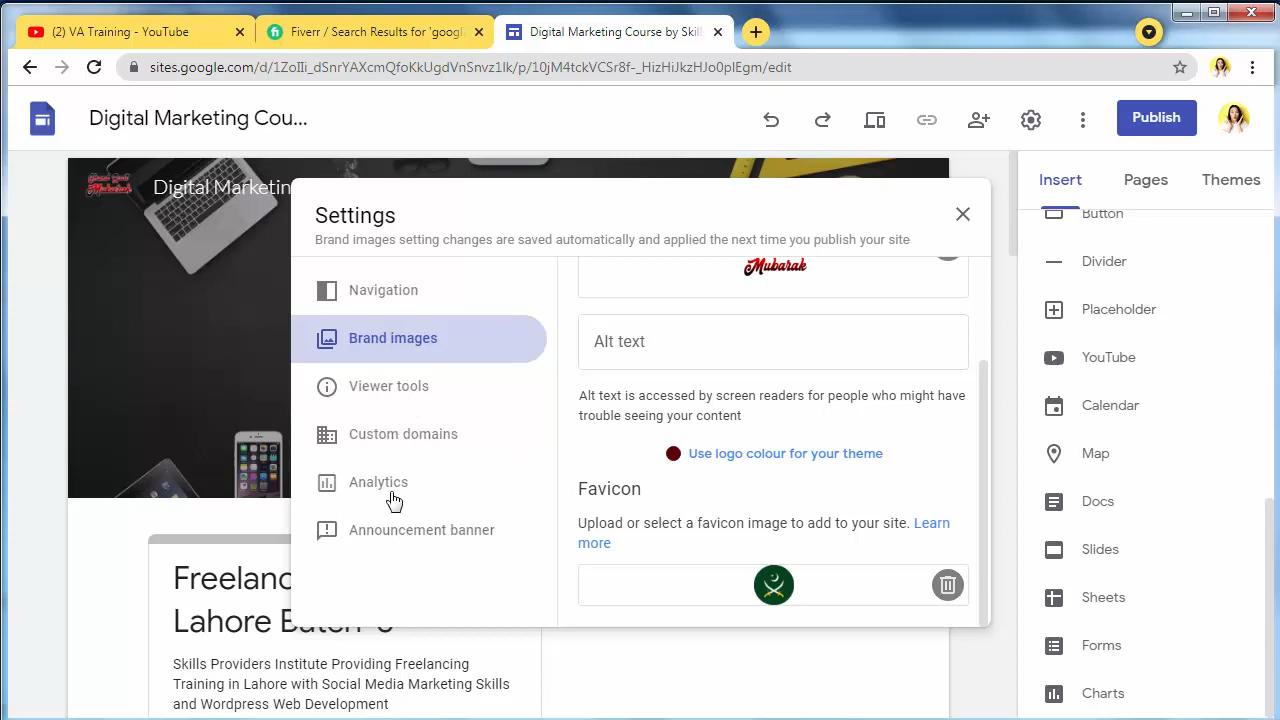 (2) VA Training - YouTube
Fiverr / Search Results for 'googl
Digital Marketing Course by Skil
sites.google.com/d/1ZoIIi_dSnrYAXcmQfoKkUgdVnSnvz1lk/p/10jM4tckVCSr8f-_HizHiJkzHJo0pIEgm/edit
Digital Marketing Cou...
Publish
Digital Marketin
Insert
Pages
Themes
Settings
Brand images setting changes are saved automatically and applied the next time you publish your site
Navigation
Brand images
Viewer tools
Custom domains
Analytics
Announcement banner
Mubarak
Alt text
Alt text is accessed by screen readers for people who might have
trouble seeing your content
Use logo colour for your theme
Favicon
Upload or select a favicon image to add to your site. Learn
more
Button
Divider
Placeholder
YouTube
Calendar
Map
Docs
Slides
Sheets
Forms
Charts
Freelanc
Lahore
Skills Providers Institute Providing Freelancing
Training in Lahore with Social Media Marketing Skills
and Wordpress Web Development